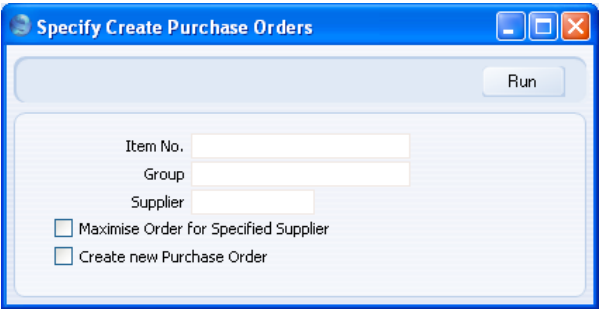 Specify Create Purchase Orders
Run
Item No.
Group
Supplier
Maximise Order for Specified Supplier
Create new Purchase Order